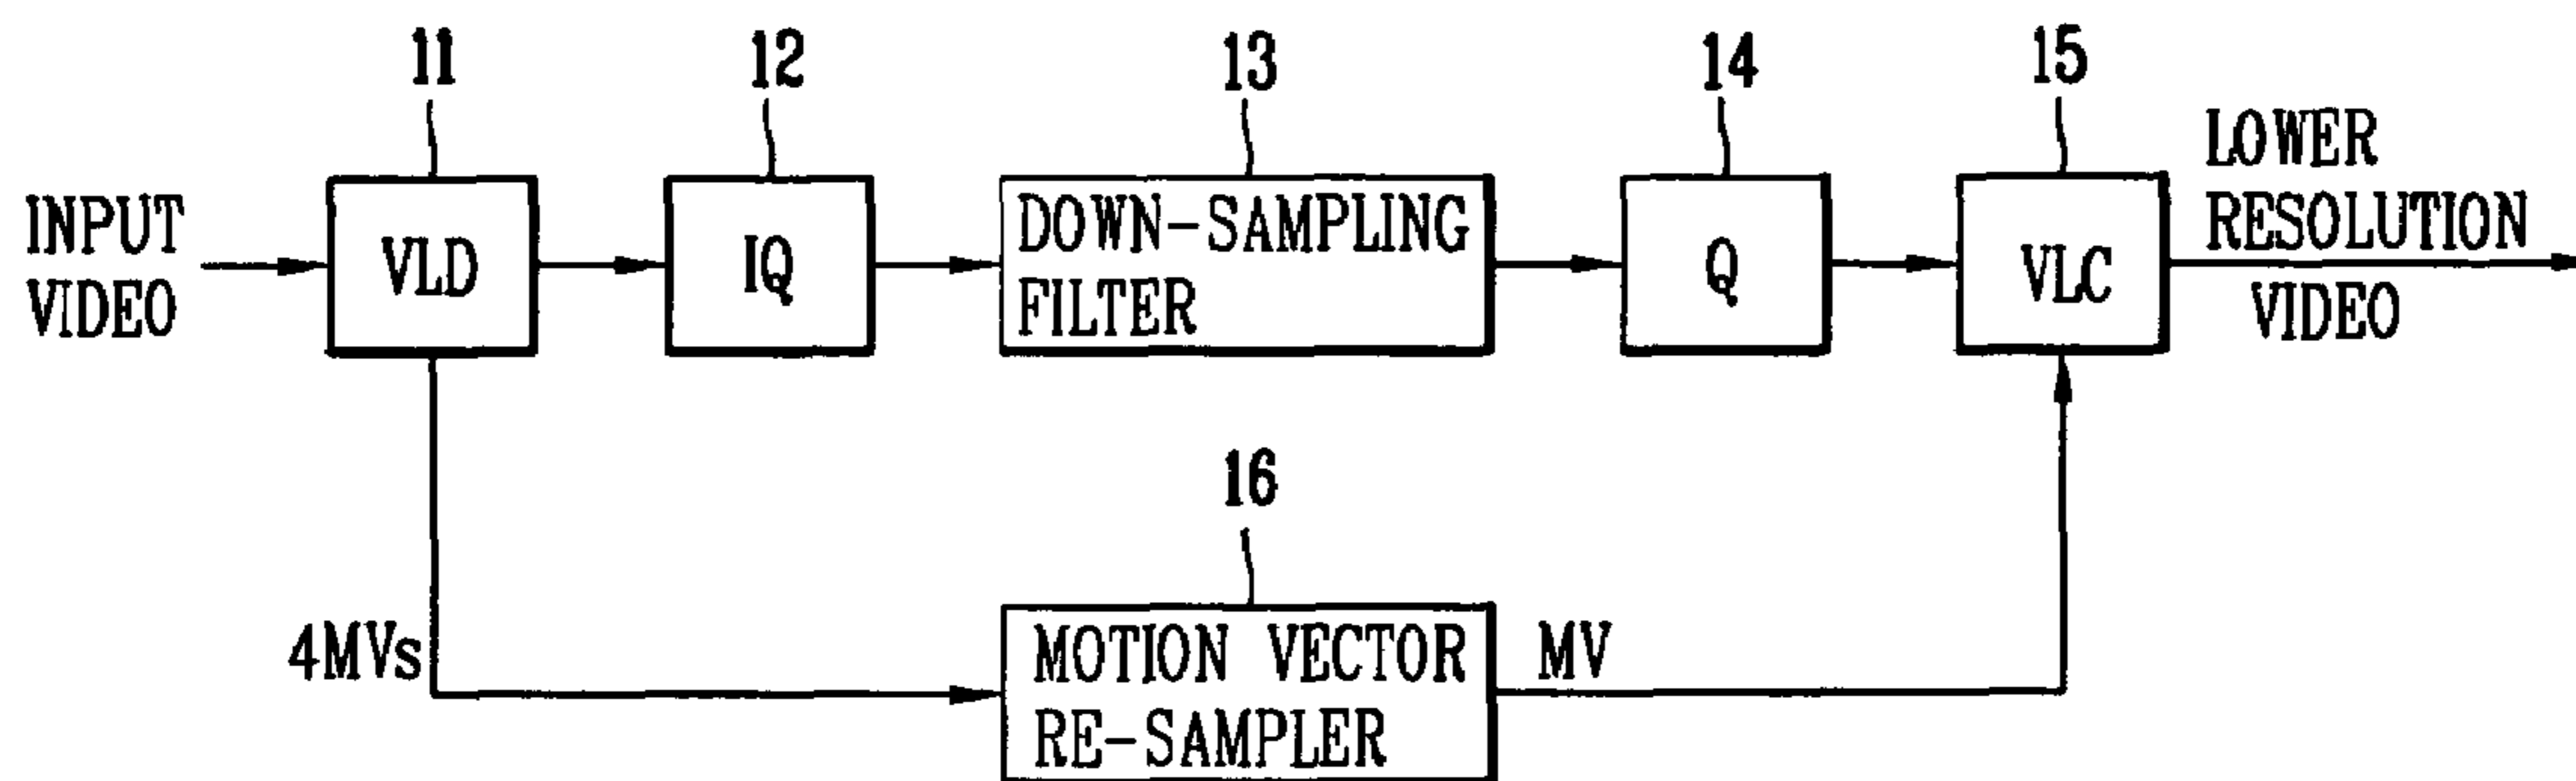 11
12
13
14
15
INPUT
VIDEO
VLD
IQ
DOWN-SAMPLING
FILTER
Q
VLC
LOWER
RESOLUTION
VIDEO
16
4MVs
MOTION VECTOR
RE-SAMPLER
MV